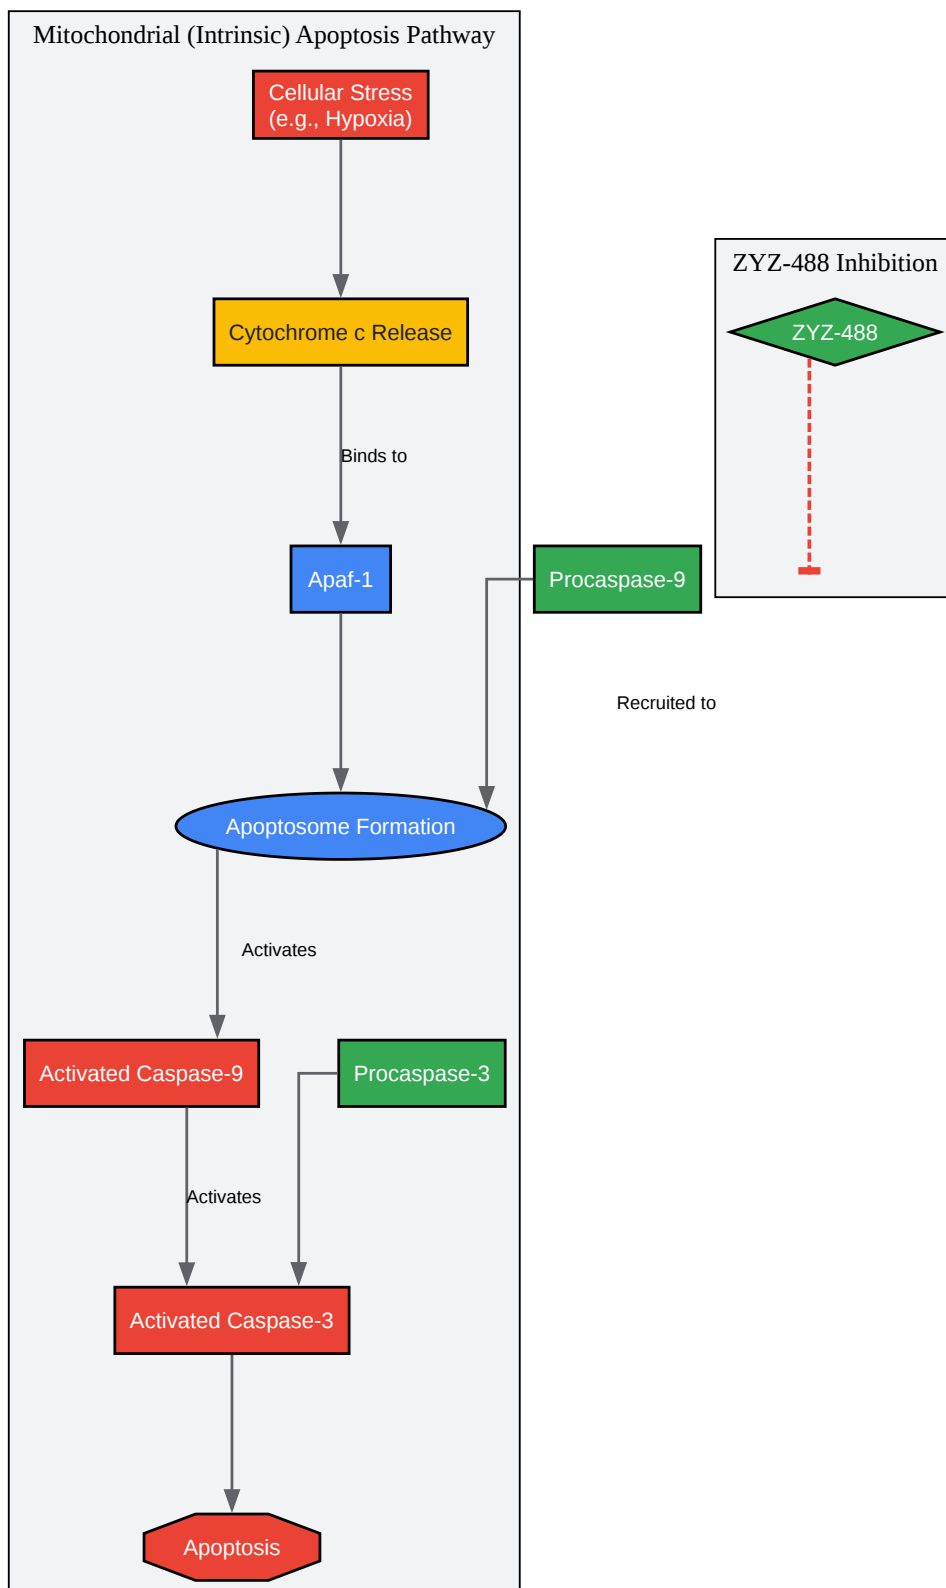 Mitochondrial (Intrinsic) Apoptosis Pathway
Cellular Stress
(e.g., Hypoxia)
ZYZ-488 Inhibition
Cytochrome c Release
ZYZ-488
Binds to
Apaf-1
Procaspase-9
Recruited to
Apoptosome Formation
Activates
Activated Caspase-9
Procaspase-3
Activates
Activated Caspase-3
Apoptosis